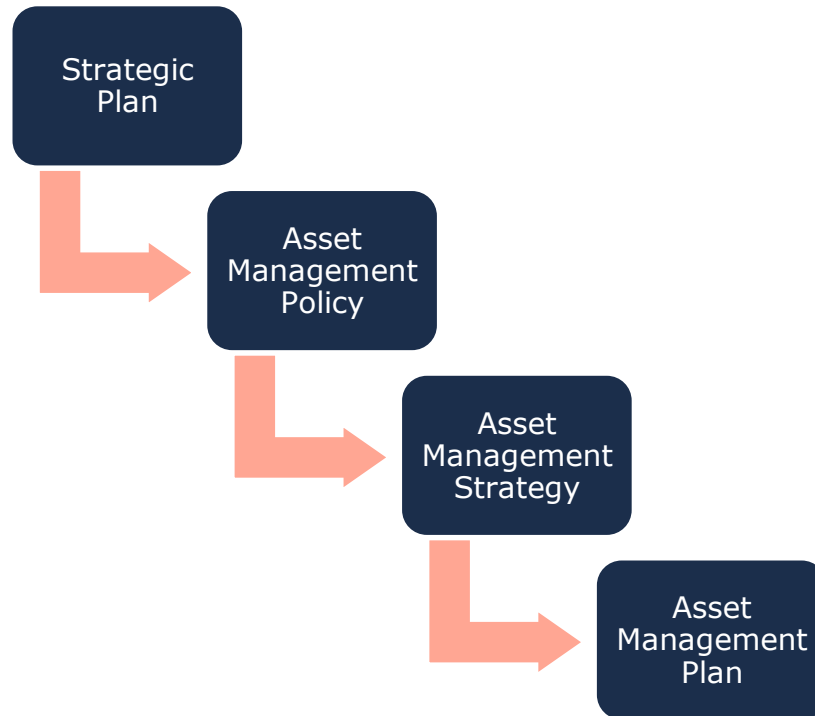 Strategic
Plan
Asset
Management
Policy
Asset
Management
Strategy
Asset
Management
Plan